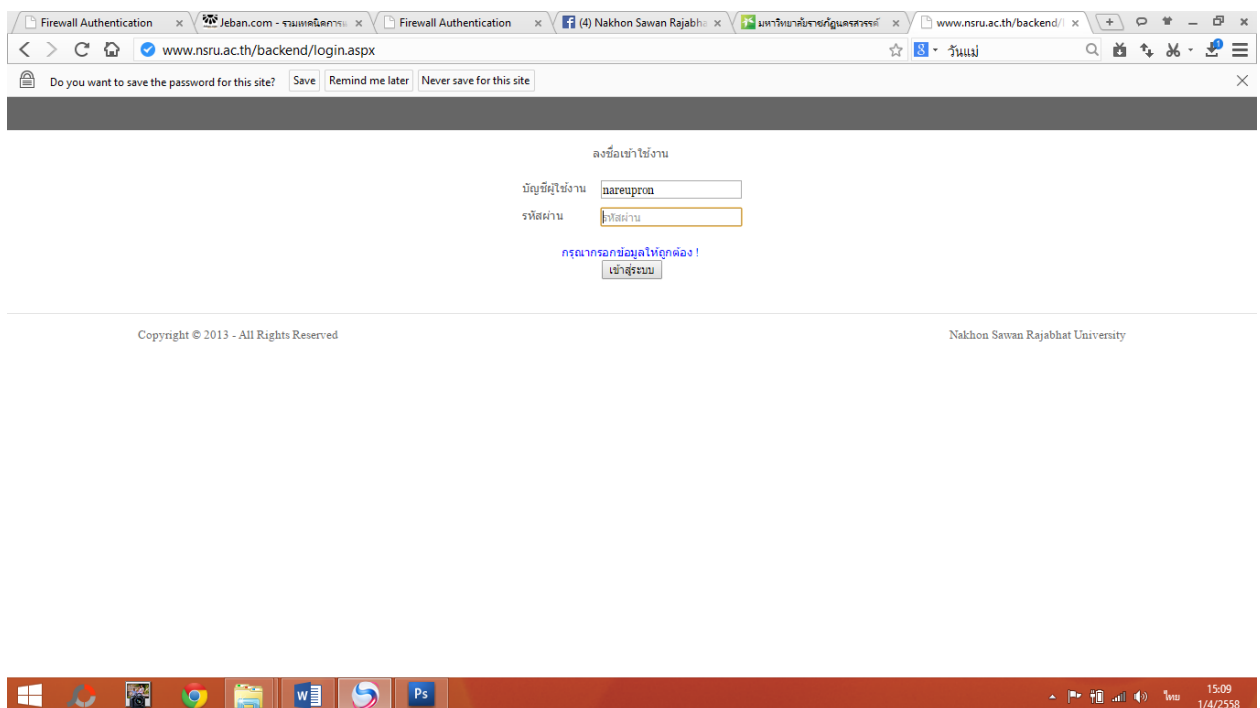 Firewall Authentication
Jeban.com - รวมเทคนิคการแ
Firewall Authentication
(4) Nakhon Sawan Rajabha
มหาวิทยาลัยราชภัฏนครสวรรค์
www.nsru.ac.th/backend/l
www.nsru.ac.th/backend/login.aspx
8
วันแม่
Do you want to save the password for this site? Save Remind me later Never save for this site
ลงชื่อเข้าใช้งาน
บัญชีผู้ใช้งาน nareupron
รหัสผ่าน รหัสผ่าน
กรุณากรอกข้อมูลให้ถูกต้อง !
เข้าสู่ระบบ
Copyright © 2013 - All Rights Reserved
Nakhon Sawan Rajabhat University
Ps
ไทย
15:09
1/4/2558